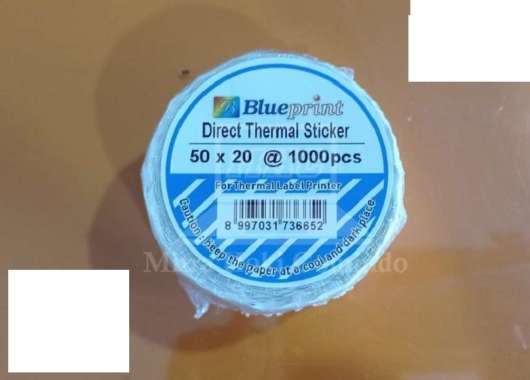 Blueprint
Direct Thermal Sticker
50 x 20 @ 1000pcs
For Thermal Label Printer
8 997031 736652
Caution : keep the paper at a cool and dark place.